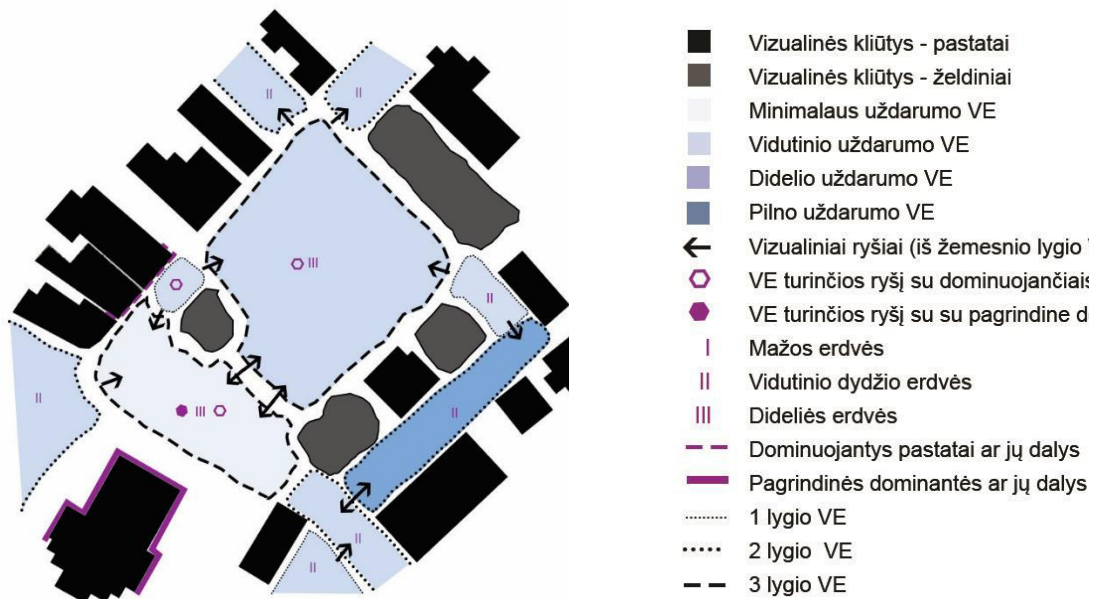 Vizualinės kliūtys - pastatai
Vizualinės kliūtys - želdiniai
Minimalaus uždarumo VE
Vidutinio uždarumo VE
Didelio uždarumo VE
Pilno uždarumo VE
Vizualiniai ryšiai (iš žemesnio lygio
VE turinčios ryšį su dominuojančiais
VE turinčios ryšį su su pagrindine d
I Mažos erdvės
II Vidutinio dydžio erdvės
III Didelės erdvės
Dominuojantys pastatai ar jų dalys
Pagrindinės dominantės ar jų dalys
1 lygio VE
2 lygio VE
3 lygio VE
II
II
III
II
II
II
III
II
II